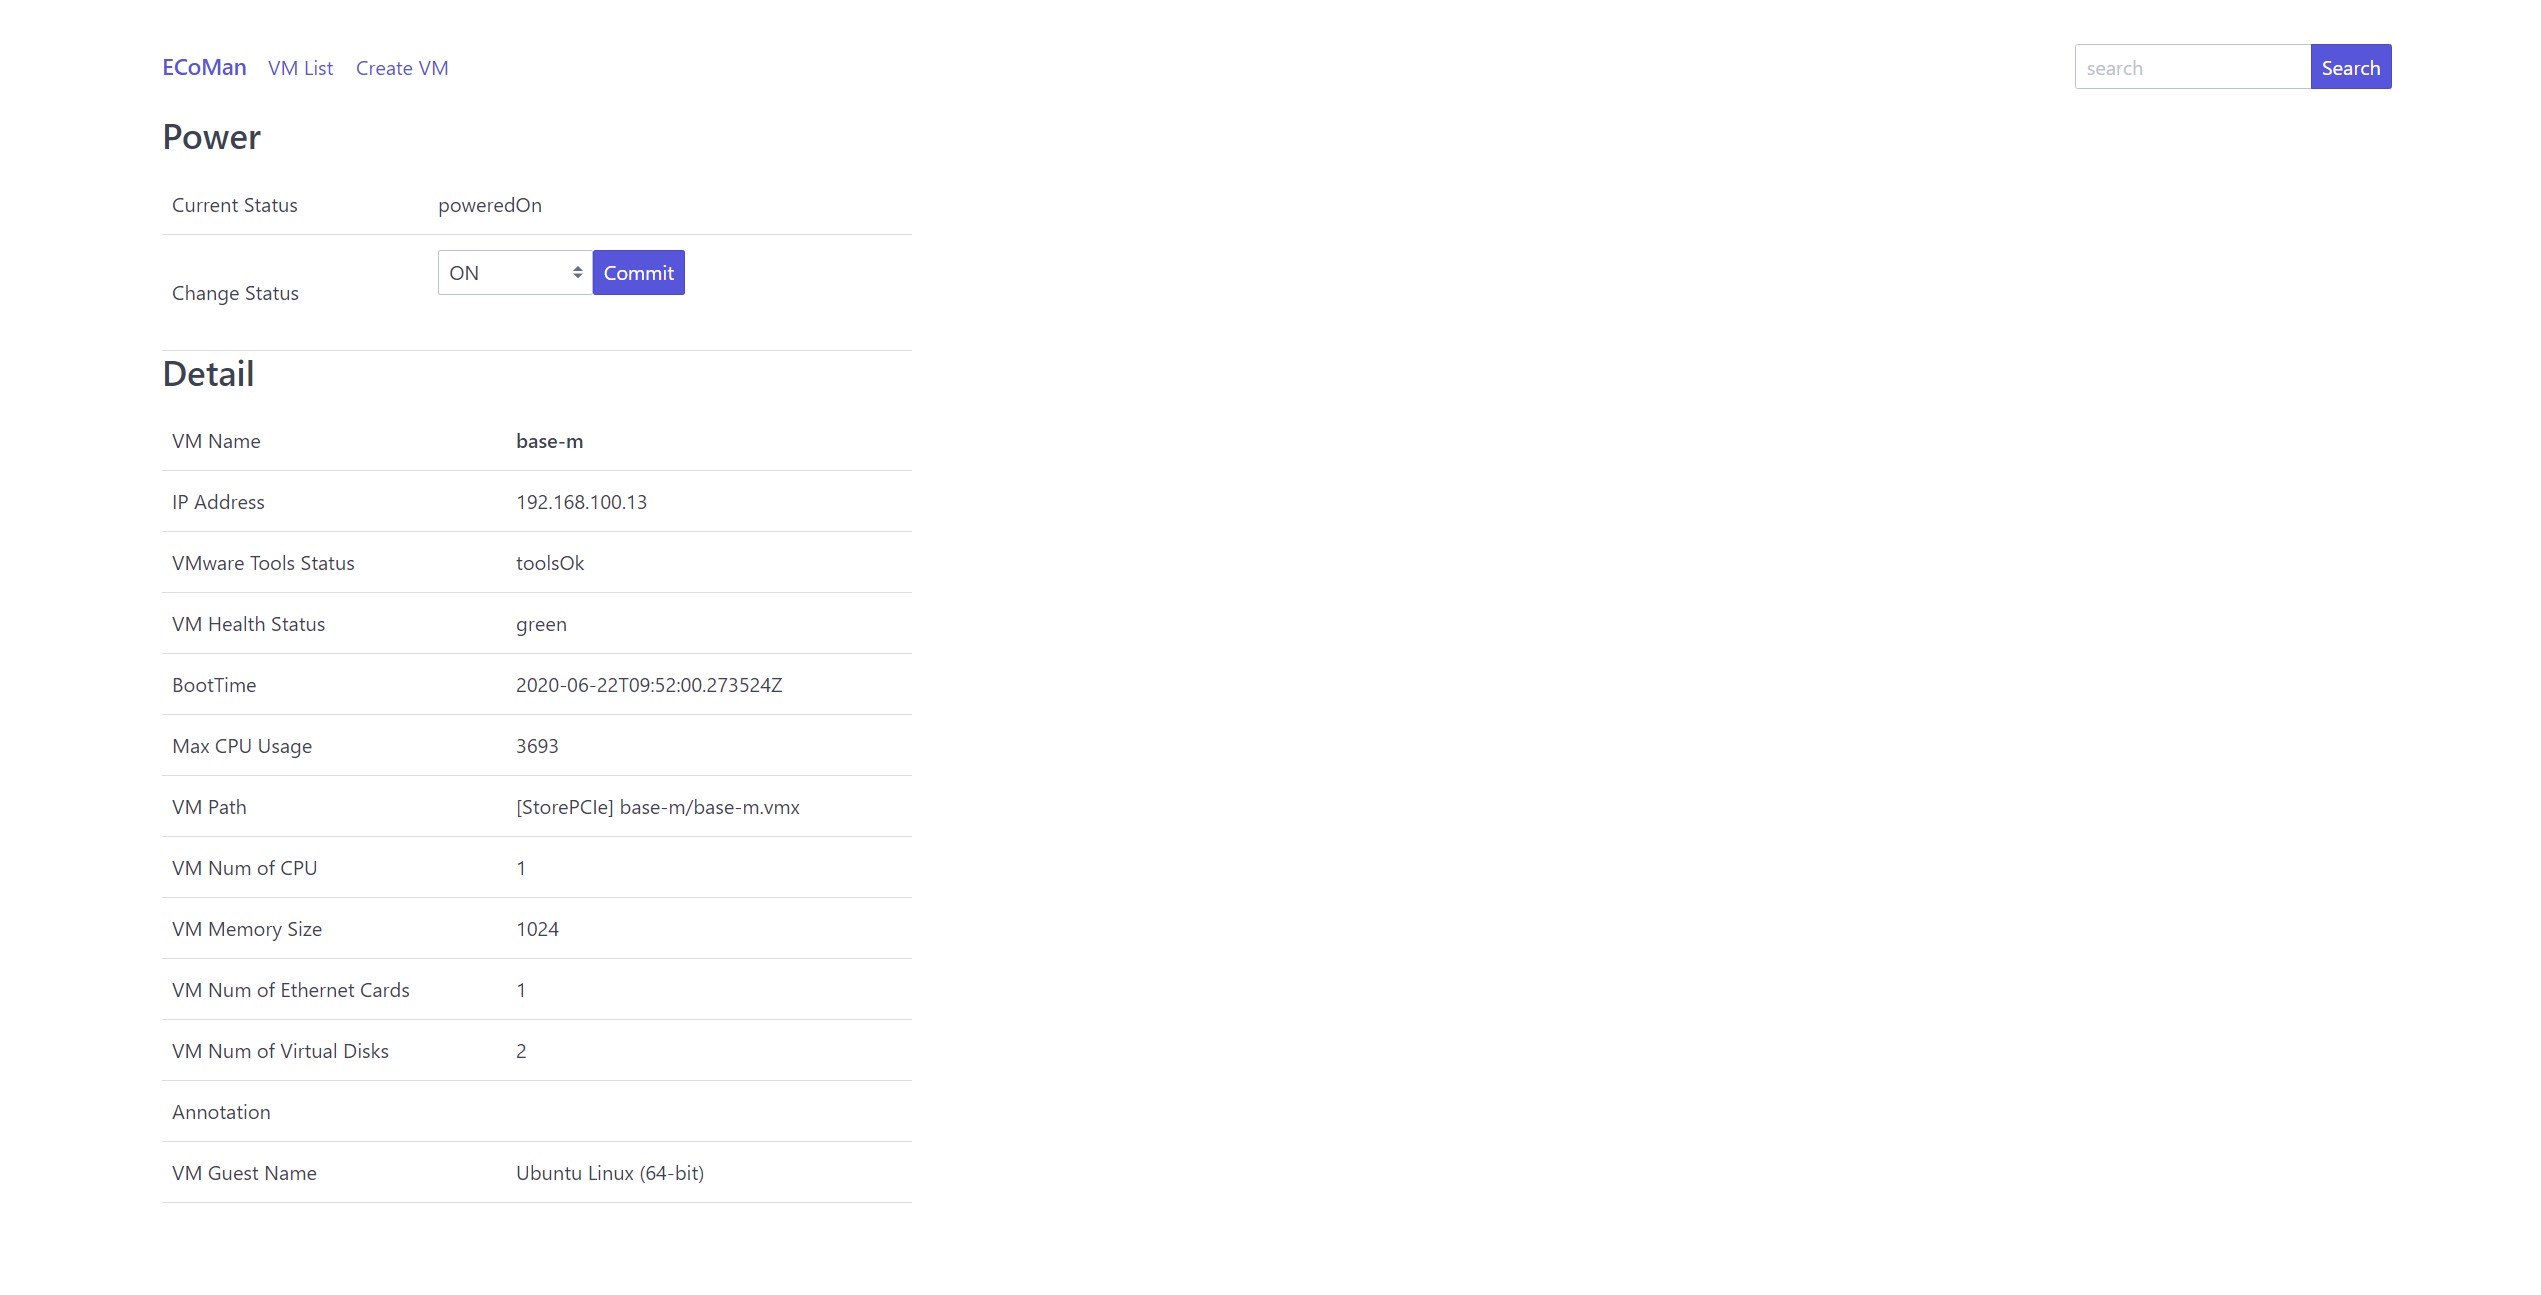 ECoMan VM List Create VM search Search
Power
Current Status poweredOn
Change Status ON Commit
Detail
VM Name base-m
IP Address 192.168.100.13
VMware Tools Status toolsOk
VM Health Status green
BootTime 2020-06-22T09:52:00.273524Z
Max CPU Usage 3693
VM Path [StorePCIe] base-m/base-m.vmx
VM Num of CPU 1
VM Memory Size 1024
VM Num of Ethernet Cards 1
VM Num of Virtual Disks 2
Annotation
VM Guest Name Ubuntu Linux (64-bit)